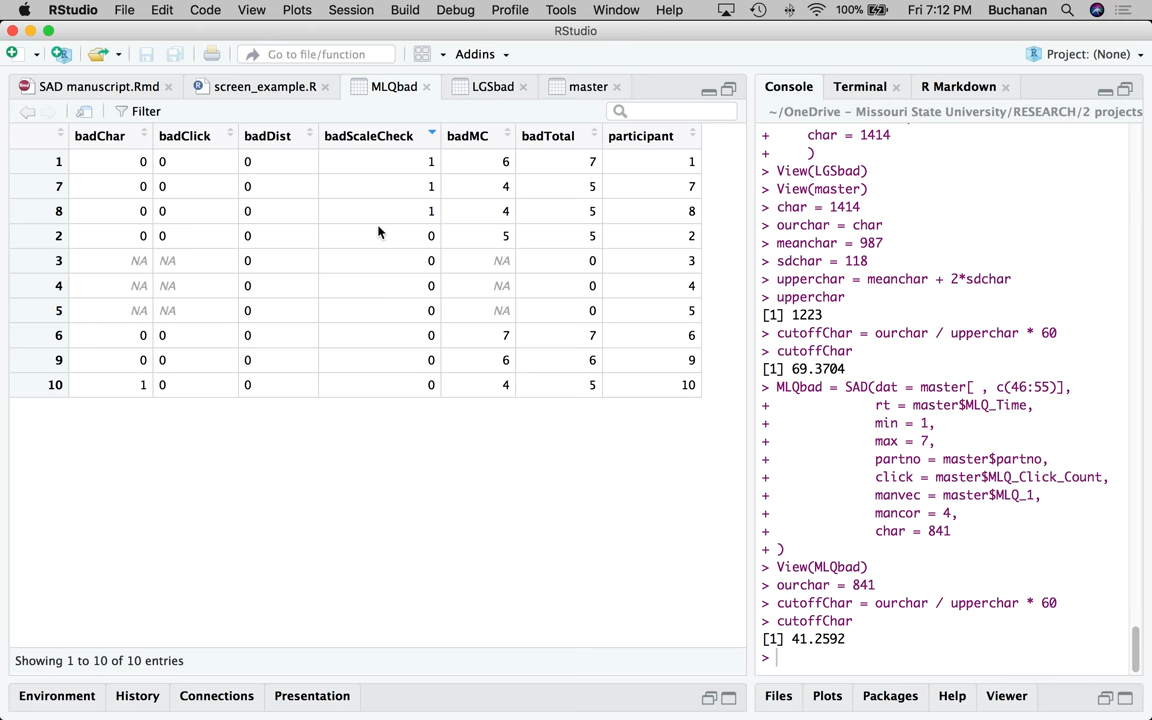 RStudio File Edit Code View Plots Session Build Debug Profile Tools Window Help 100% Fri 7:12 PM Buchanan
RStudio
Go to file/function Addins Project: (None)
SAD manuscript.Rmd screen_example.R MLQbad LGSbad master
Filter
badChar badClick badDist badScaleCheck badMC badTotal participant
1 0 0 0 1 6 7 1
7 0 0 0 1 4 5 7
8 0 0 0 1 4 5 8
2 0 0 0 0 5 5 2
3 NA NA 0 0 NA 0 3
4 NA NA 0 0 NA 0 4
5 NA NA 0 0 NA 0 5
6 0 0 0 0 7 7 6
9 0 0 0 0 6 6 9
10 1 0 0 0 4 5 10
Showing 1 to 10 of 10 entries
Environment History Connections Presentation
Console Terminal R Markdown
~/OneDrive - Missouri State University/RESEARCH/2 projects
+ char = 1414
+ )
> View(LGSbad)
> View(master)
> char = 1414
> ourchar = char
> meanchar = 987
> sdchar = 118
> upperchar = meanchar + 2*sdchar
> upperchar
[1] 1223
> cutoffChar = ourchar / upperchar * 60
> cutoffChar
[1] 69.3704
> MLQbad = SAD(dat = master[ , c(46:55)],
+ rt = master$MLQ_Time,
+ min = 1,
+ max = 7,
+ partno = master$partno,
+ click = master$MLQ_Click_Count,
+ manvec = master$MLQ_1,
+ mancor = 4,
+ char = 841
+ )
> View(MLQbad)
> ourchar = 841
> cutoffChar = ourchar / upperchar * 60
> cutoffChar
[1] 41.2592
>
Files Plots Packages Help Viewer